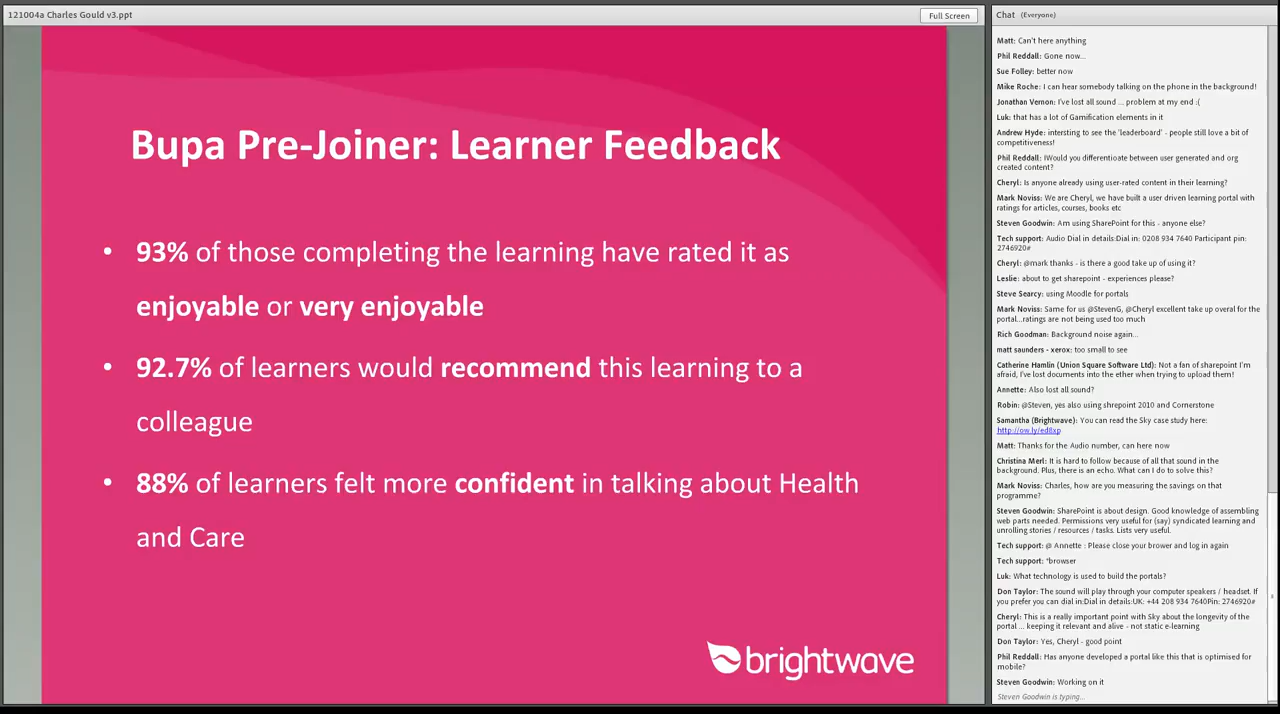 121004a Charles Gould v3.ppt
Full Screen
Bupa Pre-Joiner: Learner Feedback
• 93% of those completing the learning have rated it as
enjoyable or very enjoyable
• 92.7% of learners would recommend this learning to a
colleague
• 88% of learners felt more confident in talking about Health
and Care
brightwave
Chat (Everyone)
Matt: Can't here anything
Phil Reddall: Gone now...
Sue Folley: better now
Mike Roche: I can hear somebody talking on the phone in the background!
Jonathan Vernon: I've lost all sound ... problem at my end :(
Luk: that has a lot of Gamification elements in it
Andrew Hyde: intersting to see the 'leaderboard' - people still love a bit of
competitiveness!
Phil Reddall: IWould you differentioate between user generated and org
created content?
Cheryl: Is anyone already using user-rated content in their learning?
Mark Noviss: We are Cheryl, we have built a user driven learning portal with
ratings for articles, courses, books etc
Steven Goodwin: Am using SharePoint for this - anyone else?
Tech support: Audio Dial in details:Dial in: 0208 934 7640 Participant pin:
2746920#
Cheryl: @mark thanks - is there a good take up of using it?
Leslie: about to get sharepoint - experiences please?
Steve Searcy: using Moodle for portals
Mark Noviss: Same for us @StevenG, @Cheryl excellent take up overal for the
portal...ratings are not being used too much
Rich Goodman: Background noise again...
matt saunders - xerox: too small to see
Catherine Hamlin (Union Square Software Ltd): Not a fan of sharepoint I'm
afraid, I've lost documents into the ether when trying to upload them!
Annette: Also lost all sound?
Robin: @Steven, yes also using shrepoint 2010 and Cornerstone
Samantha (Brightwave): You can read the Sky case study here:
http://ow.ly/ed8xp
Matt: Thanks for the Audio number, can here now
Christina Merl: It is hard to follow because of all that sound in the
background. Plus, there is an echo. What can I do to solve this?
Mark Noviss: Charles, how are you measuring the savings on that
programme?
Steven Goodwin: SharePoint is about design. Good knowledge of assembling
web parts needed. Permissions very useful for (say) syndicated learning and
unrolling stories / resources / tasks. Lists very useful.
Tech support: @ Annette : Please close your brower and log in again
Tech support: *browser
Luk: What technology is used to build the portals?
Don Taylor: The sound will play through your computer speakers / headset. If
you prefer you can dial in:Dial in details:UK: +44 208 934 7640Pin: 2746920#
Cheryl: This is a really important point with Sky about the longevity of the
portal ... keeping it relevant and alive - not static e-learning
Don Taylor: Yes, Cheryl - good point
Phil Reddall: Has anyone developed a portal like this that is optimised for
mobile?
Steven Goodwin: Working on it
Steven Goodwin is typing...